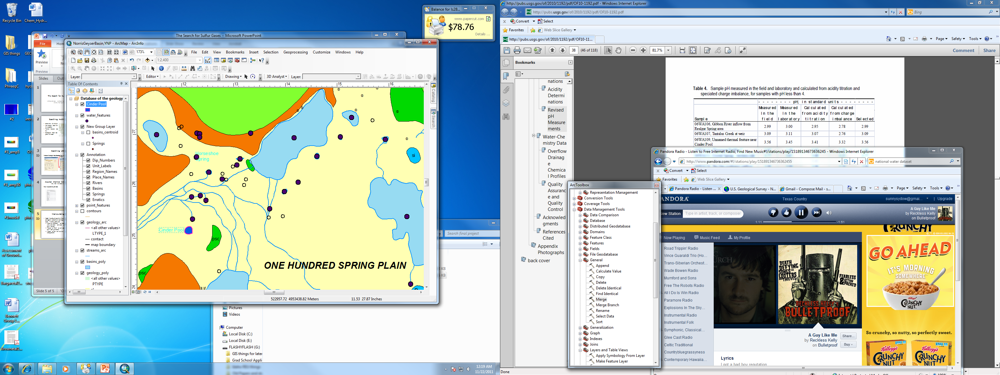 Recycle Bin
Chem_Hydr...
GIS things
PhreeqC
#2
#3_amp5
#3_amp50
#3model
Assessment
of Ground...
Bargaretal2...
Bennett
Group L...
Brownetal1...
The Search for Sulfur Gases - Microsoft PowerPoint
File
Preview
Preview
Slides
1
2
3
4
5
Slide 5 of 5
NorrisGeyserBasin,YNP - ArcMap - ArcInfo
173%
File Edit View Bookmarks Insert Selection Geoprocessing Customize Windows Help
1:2,400
Layer:
Editor
Drawing
3D Analyst
Layer:
Table Of Contents
Database of the geology
Cinder Pool
water_features
New Group Layer
basins_centroid
Springs
Annotation
Dip_Numbers
Unit_Labels
Region_Names
Place_Names
Rivers
Basins
Springs
Erratics
point_features
contours
geology_arc
<all other values>
LTYPE_1
contact
map boundary
streams_arc
basins_poly
geology_poly
<all other values>
PTYPE
12 13 14 15 16
27
26
25
24
Horseshoe
Spring
Cinder Pool
psc
psc
si
ONE HUNDRED SPRING PLAIN
Catalog
Search
522957.72 4953438.82 Meters
11.53 27.87 Inches
Balance for ls28...
www.papercut.com
$78.76
Details ...
Search final project
Pictures
Videos
Computer
Local Disk (C:)
Local Disk (E:)
FLASHYFLASH (G:)
GIS things for later
Grad School Appli
12:19 AM
11/22/2011
http://pubs.usgs.gov/of/2010/1192/pdf/OF10-1192.pdf - Windows Internet Explorer
http://pubs.usgs.gov/of/2010/1192/pdf/OF10-1192.pdf
Bing
Convert Select
Favorites Web Slice Gallery
http://pubs.usgs.gov/of/2010/1192/pdf/OF10-11...
Page Safety Tools
38 (46 of 118)
81.7%
Comment Share
Bookmarks
nations
Acidity
Determi
nations
Revised
pH
Measure
ments
Water-Che
mistry Data
Overflow
Drainag
e
Chemica
l Profiles
Quality
Assuranc
e and
Quality
Control
Acknowled
gments
References
Cited
Appendix
Photographs
back cover
Done
Table 4. Sample pH measured in the field and laboratory and calculated from acidity titration and
speciated charge imbalance, for samples with pH less than 4.
- - - - - - - - pH, in standard units - - - - - - - - -
Sample
Measured in the field
Measured in the laboratory
Calculated from acidity titration
Calculated from charge imbalance
Selected
06WA106, Gibbon River inflow from
Realgar Spring area 2.99 3.00 2.95 2.78 2.99
06WA107, Tantalus Creek at weir 3.09 3.11 3.07 2.76 3.09
06WA109, Unnamed thermal feature near
Cinder Pool 3.56 3.45 3.41 3.32 3.56
ArcToolbox
Representation Management
Conversion Tools
Coverage Tools
Data Management Tools
Data Comparison
Database
Distributed Geodatabase
Domains
Feature Class
Features
Fields
File Geodatabase
General
Append
Calculate Value
Copy
Delete
Delete Identical
Find Identical
Merge
Merge Branch
Rename
Select Data
Sort
Generalization
Graph
Indexes
Joins
Layers and Table Views
Apply Symbology From Layer
Make Feature Layer
Pandora Radio - Listen to Free Internet Radio, Find New Music#!/stations/play/151891346736362455 - Windows Internet Explorer
http://www.pandora.com/#!/stations/play/151891346736362455
national water dataset
Convert Select
Favorites Web Slice Gallery
Pandora Radio - Listen ...
U.S. Geological Survey - N...
Gmail - Compose Mail - s...
Page Safety Tools
ANDORA
Texas Country
sunnysydow@gmai...
Upgrade
New Station
Type in artist, track, or composer
1:11
-1:51
A Guy Like Me
by Reckless Kelly
on Bulletproof
Now Playing
Music Feed
My Profile
Road Trippin' Radio
Vince Guaraldi Trio (Ho...
Trans-Siberian Orchest...
Wade Bowen Radio
Mumford and Sons
Free The Robots Radio
All I Do Is Win Radio
Paramore Radio
Explosions In The Sky...
Instrumental Radio
Instrumental Folk
Symphonic, Classical...
Glee Cast Radio
Celtic Traditional
Countrybluegrassyness
Contemporary Hawaiia...
DEATH
DEFYING
SONGS FOR
LOOTERS
AND THIEVES
FEARLESS
& ACTION
PACKED
RECKLESS KELLY'S
BULLETPROOF
A Guy Like Me
by Reckless Kelly
on Bulletproof
Share...
Buy
Lyrics
I got a bad boy reputation
CRUNCHY
GO AHEAD
IT'S MORNING
SOMEWHERE
Kellogg's
CRUNCHY
NUT
So crunchy, so nutty, so perfectly sweet.
Kellogg's
CRUNCHY
NUT
Kellogg's
CRUNCHY
NUT